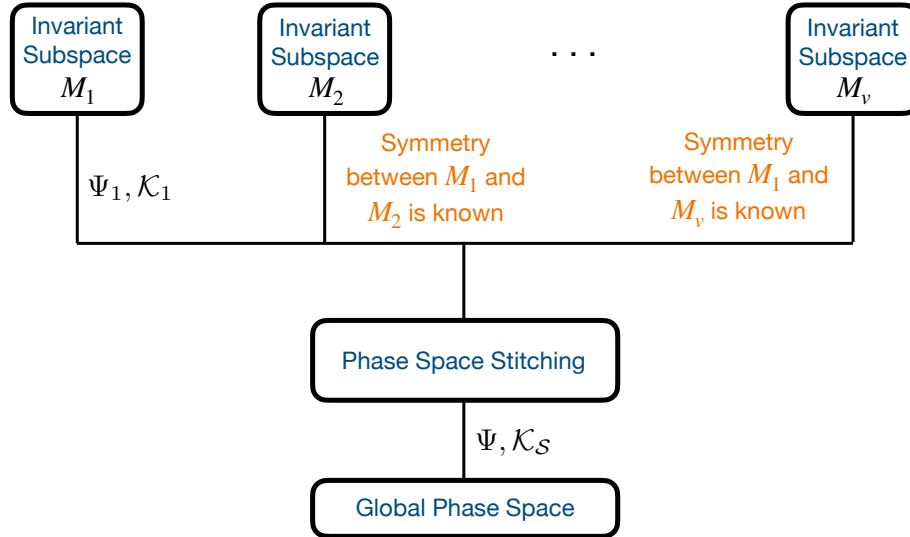 Invariant
Subspace
M₁
Invariant
Subspace
M₂
. . .
Invariant
Subspace
Mᵥ
Ψ₁, 𝒦₁
Symmetry
between M₁ and
M₂ is known
Symmetry
between M₁ and
Mᵥ is known
Phase Space Stitching
Ψ, 𝒦_𝒮
Global Phase Space